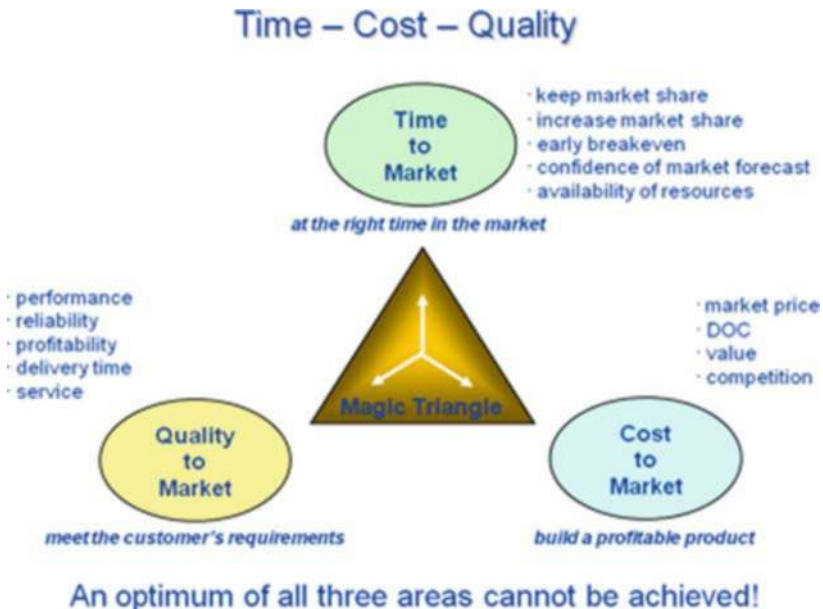 Time – Cost – Quality
Time
to
Market
· keep market share
· increase market share
· early breakeven
· confidence of market forecast
· availability of resources
at the right time in the market
· performance
· reliability
· profitability
· delivery time
· service
· market price
· DOC
· value
· competition
Magic Triangle
Quality
to
Market
Cost
to
Market
meet the customer's requirements
build a profitable product
An optimum of all three areas cannot be achieved!